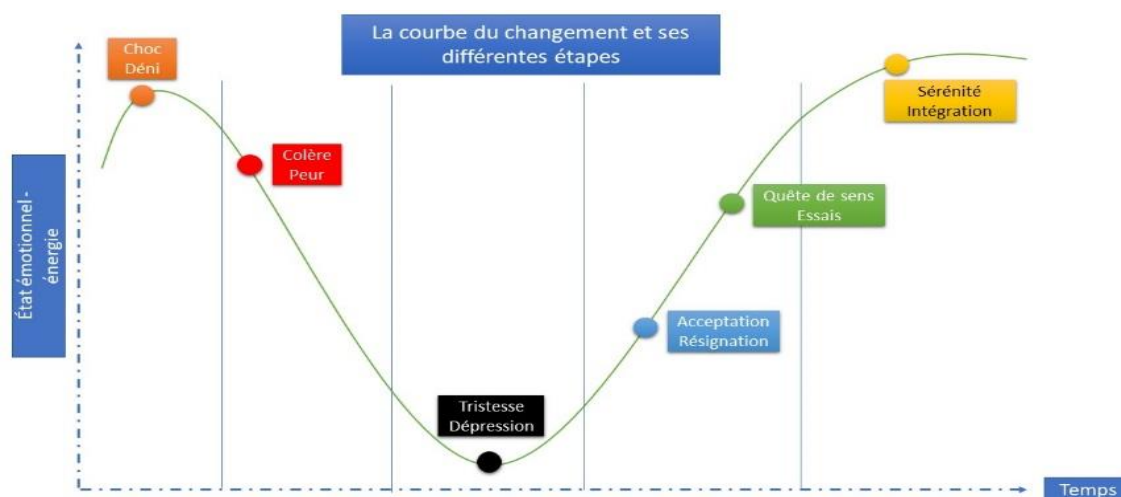 La courbe du changement et ses
différentes étapes
Choc
Déni
Colère
Peur
Tristesse
Dépression
Acceptation
Résignation
Quête de sens
Essais
Sérénité
Intégration
État émotionnel -
énergie
Temps